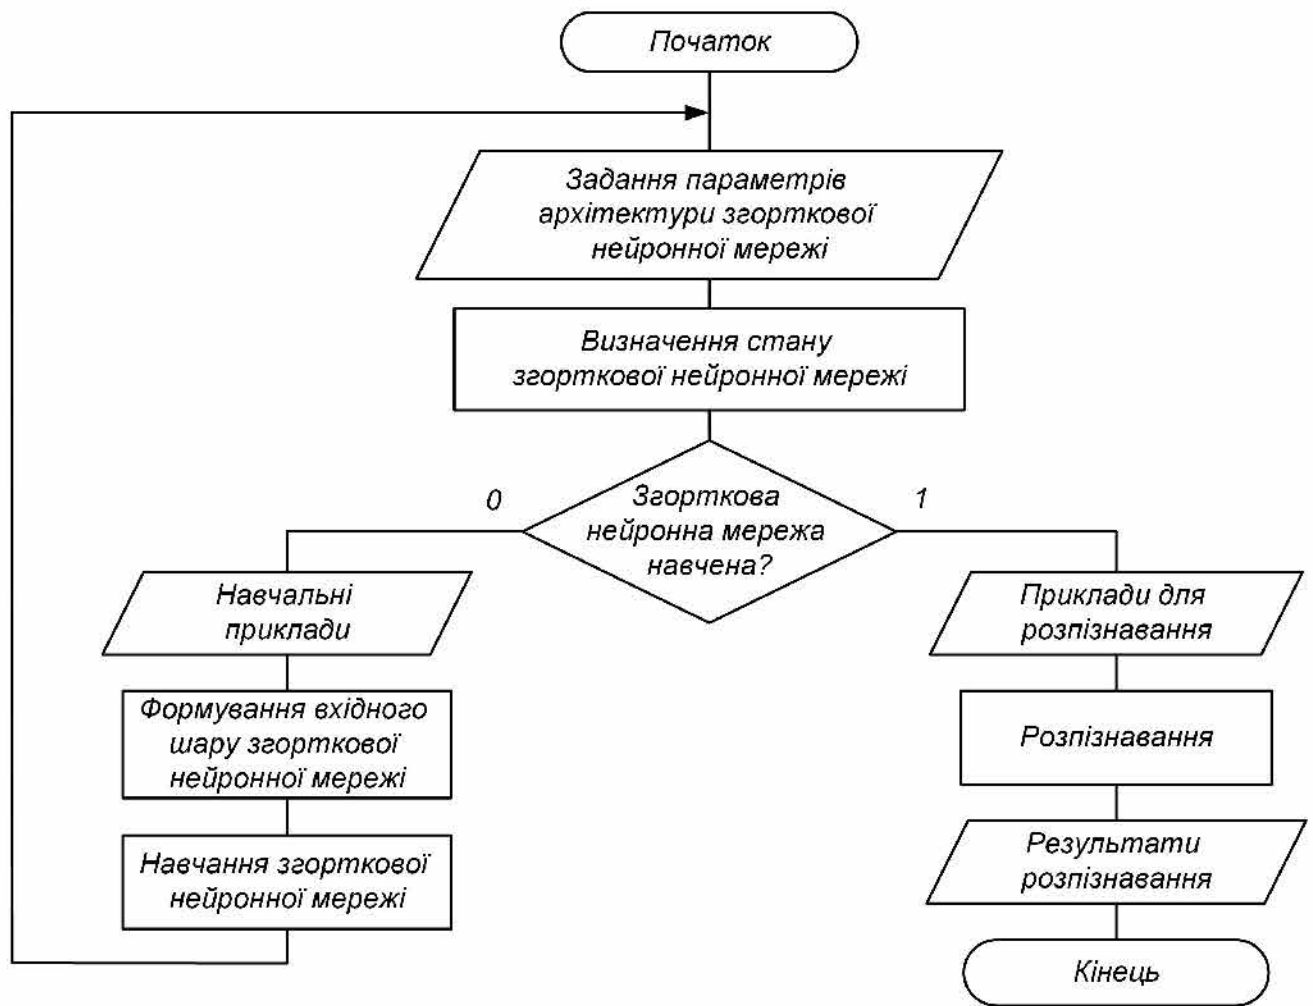 Початок
Задання параметрів
архітектури згорткової
нейронної мережі
Визначення стану
згорткової нейронної мережі
Згорткова
нейронна мережа
навчена?
0
1
Навчальні
приклади
Формування вхідного
шару згорткової
нейронної мережі
Навчання згорткової
нейронної мережі
Приклади для
розпізнавання
Розпізнавання
Результати
розпізнавання
Кінець